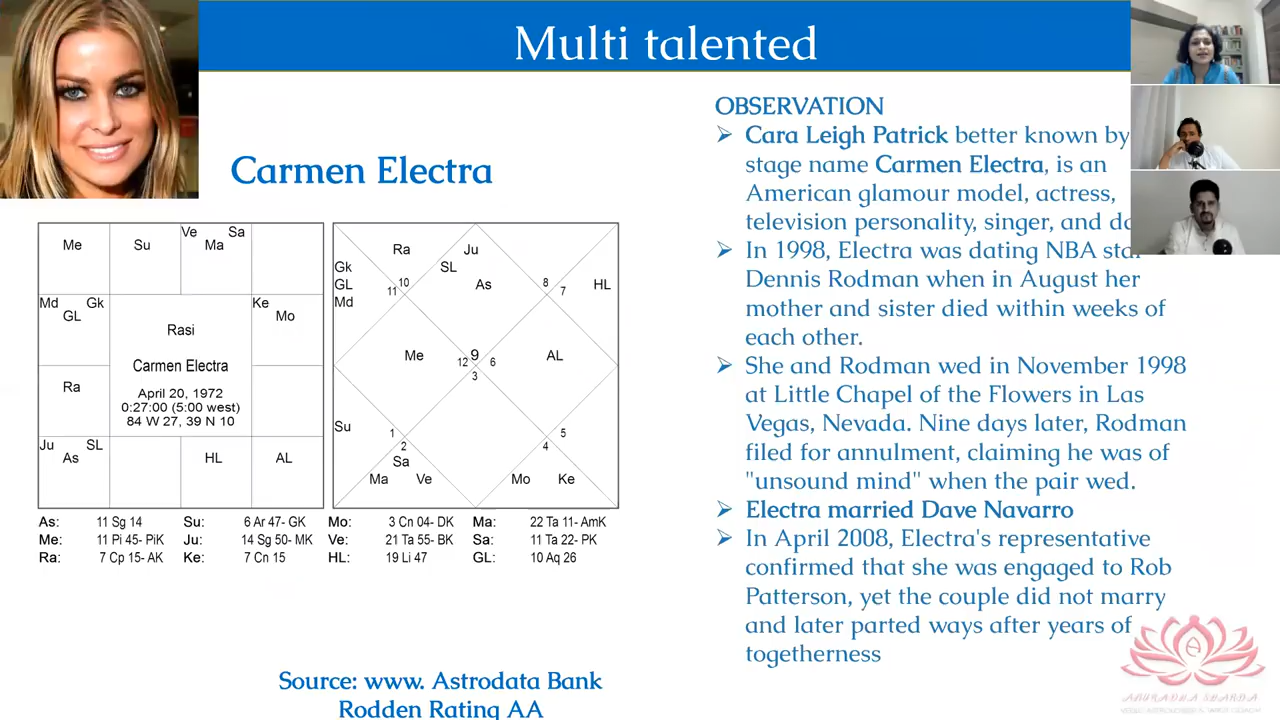 Multi talented
Carmen Electra
Me
Su
Ve
Sa
Ma
Md
Gk
GL
Ke
Mo
Rasi
Carmen Electra
April 20, 1972
0:27:00 (5:00 west)
84 W 27, 39 N 10
Ra
Ju
SL
As
HL
AL
Ra
Ju
SL
Gk
GL
Md
As
HL
10
11
8
7
Me
12
9
6
3
AL
Su
1
2
5
4
Sa
Ma
Ve
Mo
Ke
As: 11 Sg 14 Su: 6 Ar 47- GK Mo: 3 Cn 04- DK Ma: 22 Ta 11- AmK
Me: 11 Pi 45- PiK Ju: 14 Sg 50- MK Ve: 21 Ta 55- BK Sa: 11 Ta 22- PK
Ra: 7 Cp 15- AK Ke: 7 Cn 15 HL: 19 Li 47 GL: 10 Aq 26
Source: www. Astrodata Bank
Rodden Rating AA
OBSERVATION
➢ Cara Leigh Patrick better known by
stage name Carmen Electra, is an
American glamour model, actress,
television personality, singer, and
➢ In 1998, Electra was dating NBA
Dennis Rodman when in August her
mother and sister died within weeks of
each other.
➢ She and Rodman wed in November 1998
at Little Chapel of the Flowers in Las
Vegas, Nevada. Nine days later, Rodman
filed for annulment, claiming he was of
"unsound mind" when the pair wed.
➢ Electra married Dave Navarro
➢ In April 2008, Electra's representative
confirmed that she was engaged to Rob
Patterson, yet the couple did not marry
and later parted ways after years of
togetherness
ANURADHA SHARDA